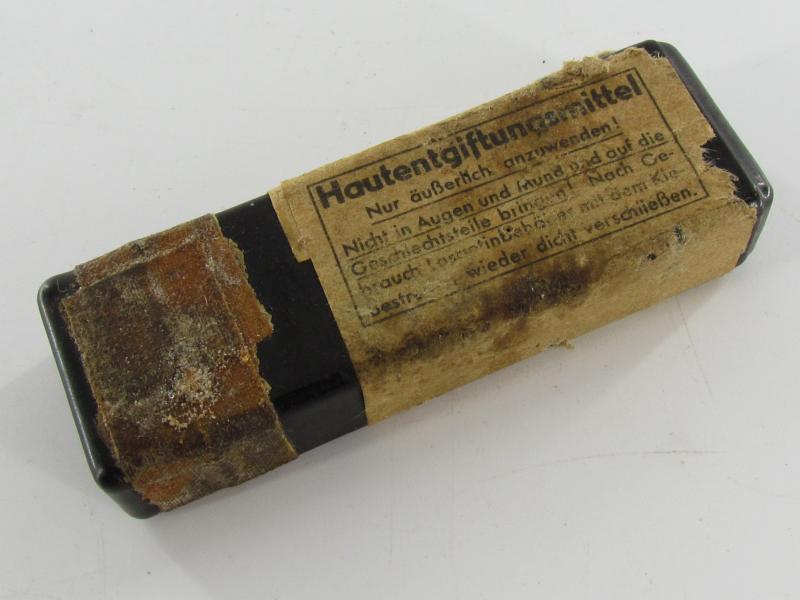 Hautentgiftungsmittel
Nur äußerlich anzuwenden!
Nicht in Augen und Mund und auf die
Geschlechtsteile bringen! Nach Ge-
brauch mit dem Kle-
wieder dicht verschließen.